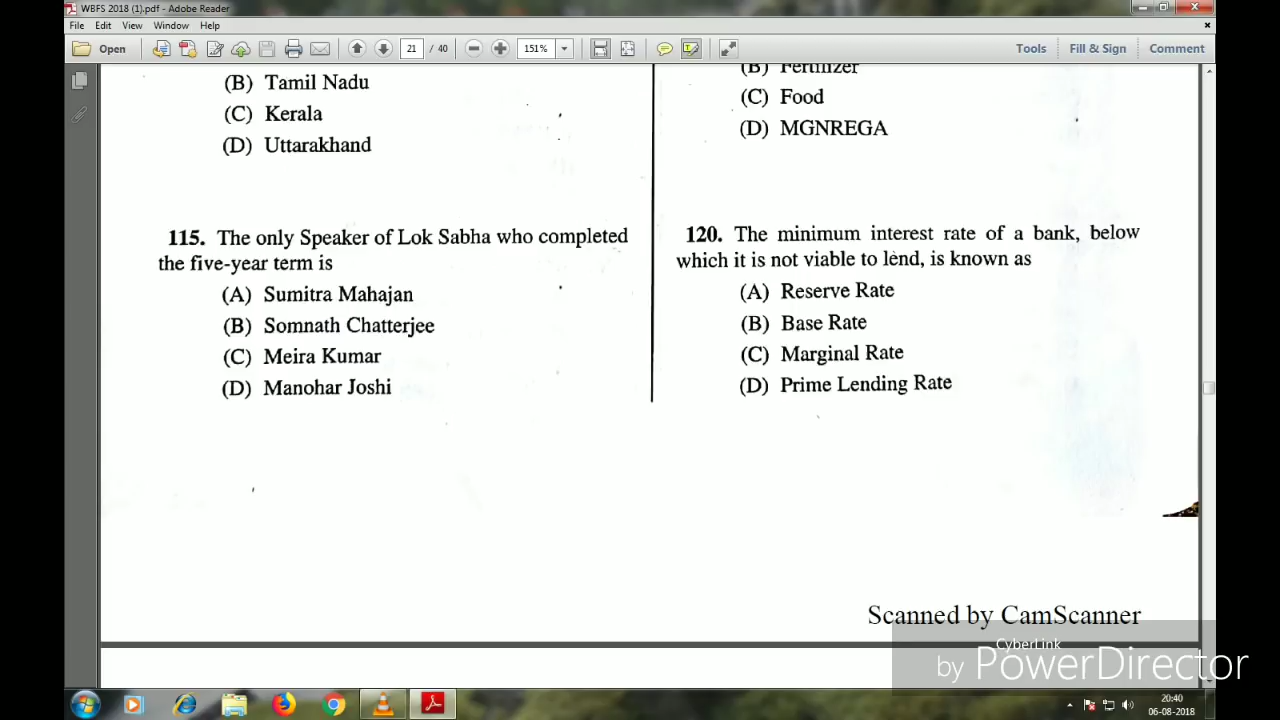 WBFS 2018 (1).pdf - Adobe Reader
File Edit View Window Help
Open 21 / 40 151% Tools Fill & Sign Comment
(B) Tamil Nadu
(C) Kerala
(D) Uttarakhand
115. The only Speaker of Lok Sabha who completed
the five-year term is
(A) Sumitra Mahajan
(B) Somnath Chatterjee
(C) Meira Kumar
(D) Manohar Joshi
(B) Fertilizer
(C) Food
(D) MGNREGA
120. The minimum interest rate of a bank, below
which it is not viable to lend, is known as
(A) Reserve Rate
(B) Base Rate
(C) Marginal Rate
(D) Prime Lending Rate
Scanned by CamScanner
CyberLink
by PowerDirector
20:40
06-08-2018